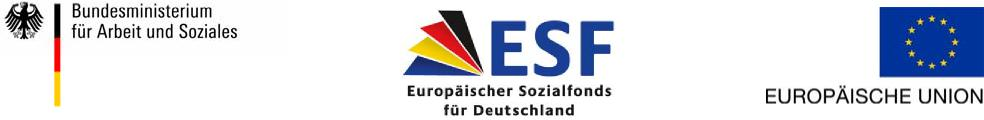 Bundesministerium
für Arbeit und Soziales
ESF
Europäischer Sozialfonds
für Deutschland
EUROPÄISCHE UNION